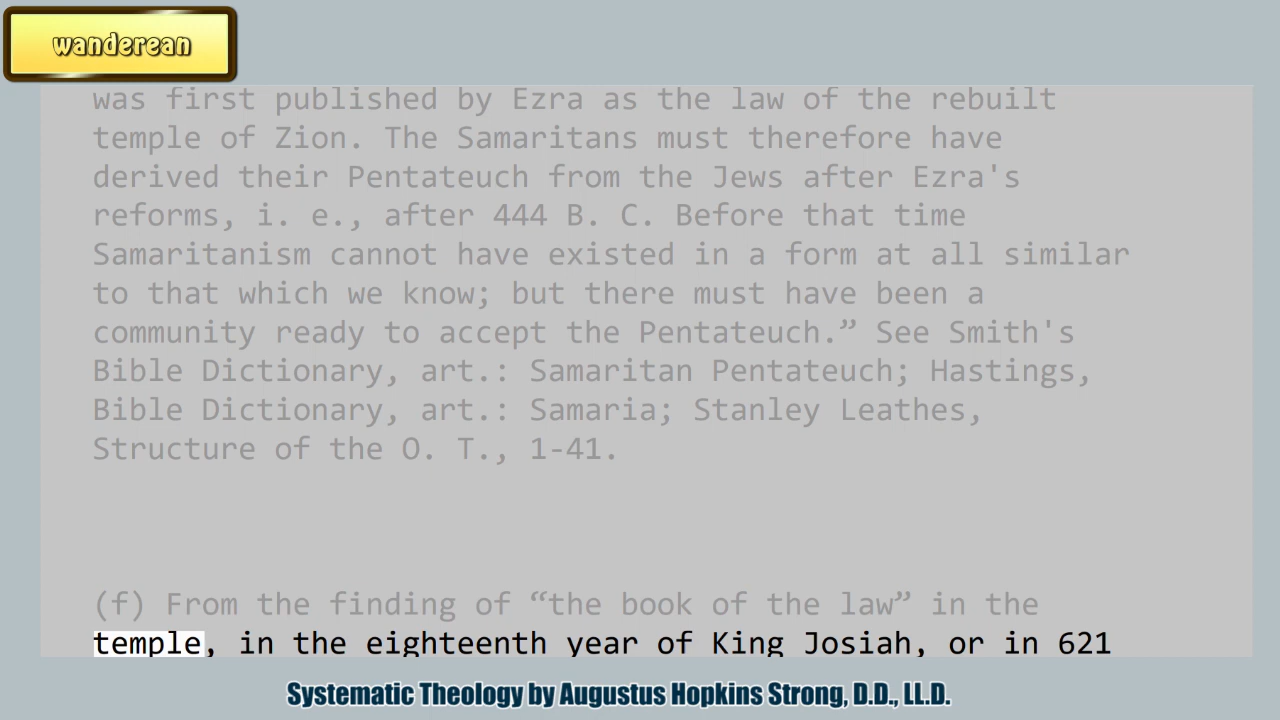 wanderean
was first published by Ezra as the law of the rebuilt
temple of Zion. The Samaritans must therefore have
derived their Pentateuch from the Jews after Ezra's
reforms, i. e., after 444 B. C. Before that time
Samaritanism cannot have existed in a form at all similar
to that which we know; but there must have been a
community ready to accept the Pentateuch.” See Smith's
Bible Dictionary, art.: Samaritan Pentateuch; Hastings,
Bible Dictionary, art.: Samaria; Stanley Leathes,
Structure of the O. T., 1-41.
(f) From the finding of “the book of the law” in the
temple, in the eighteenth year of King Josiah, or in 621
Systematic Theology by Augustus Hopkins Strong, D.D., LL.D.